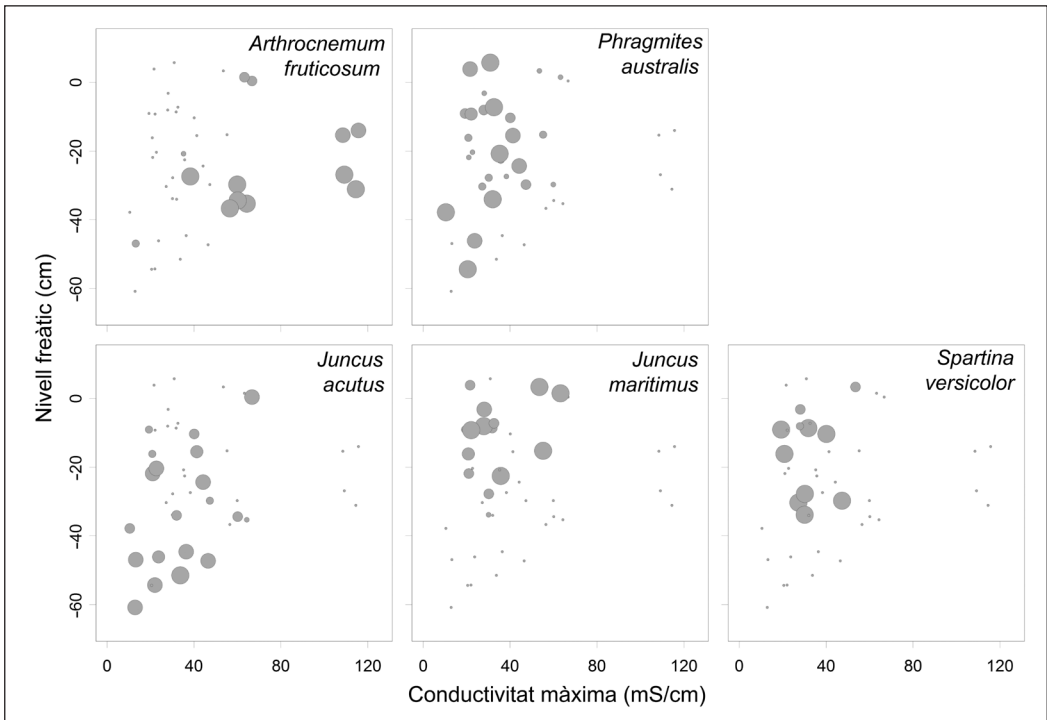 Arthrocnemum
fruticosum
Phragmites
australis
0
-20
-40
-60
Juncus
acutus
Juncus
maritimus
Spartina
versicolor
0
-20
-40
-60
Nivell freàtic (cm)
0 40 80 120
0 40 80 120
0 40 80 120
Conductivitat màxima (mS/cm)